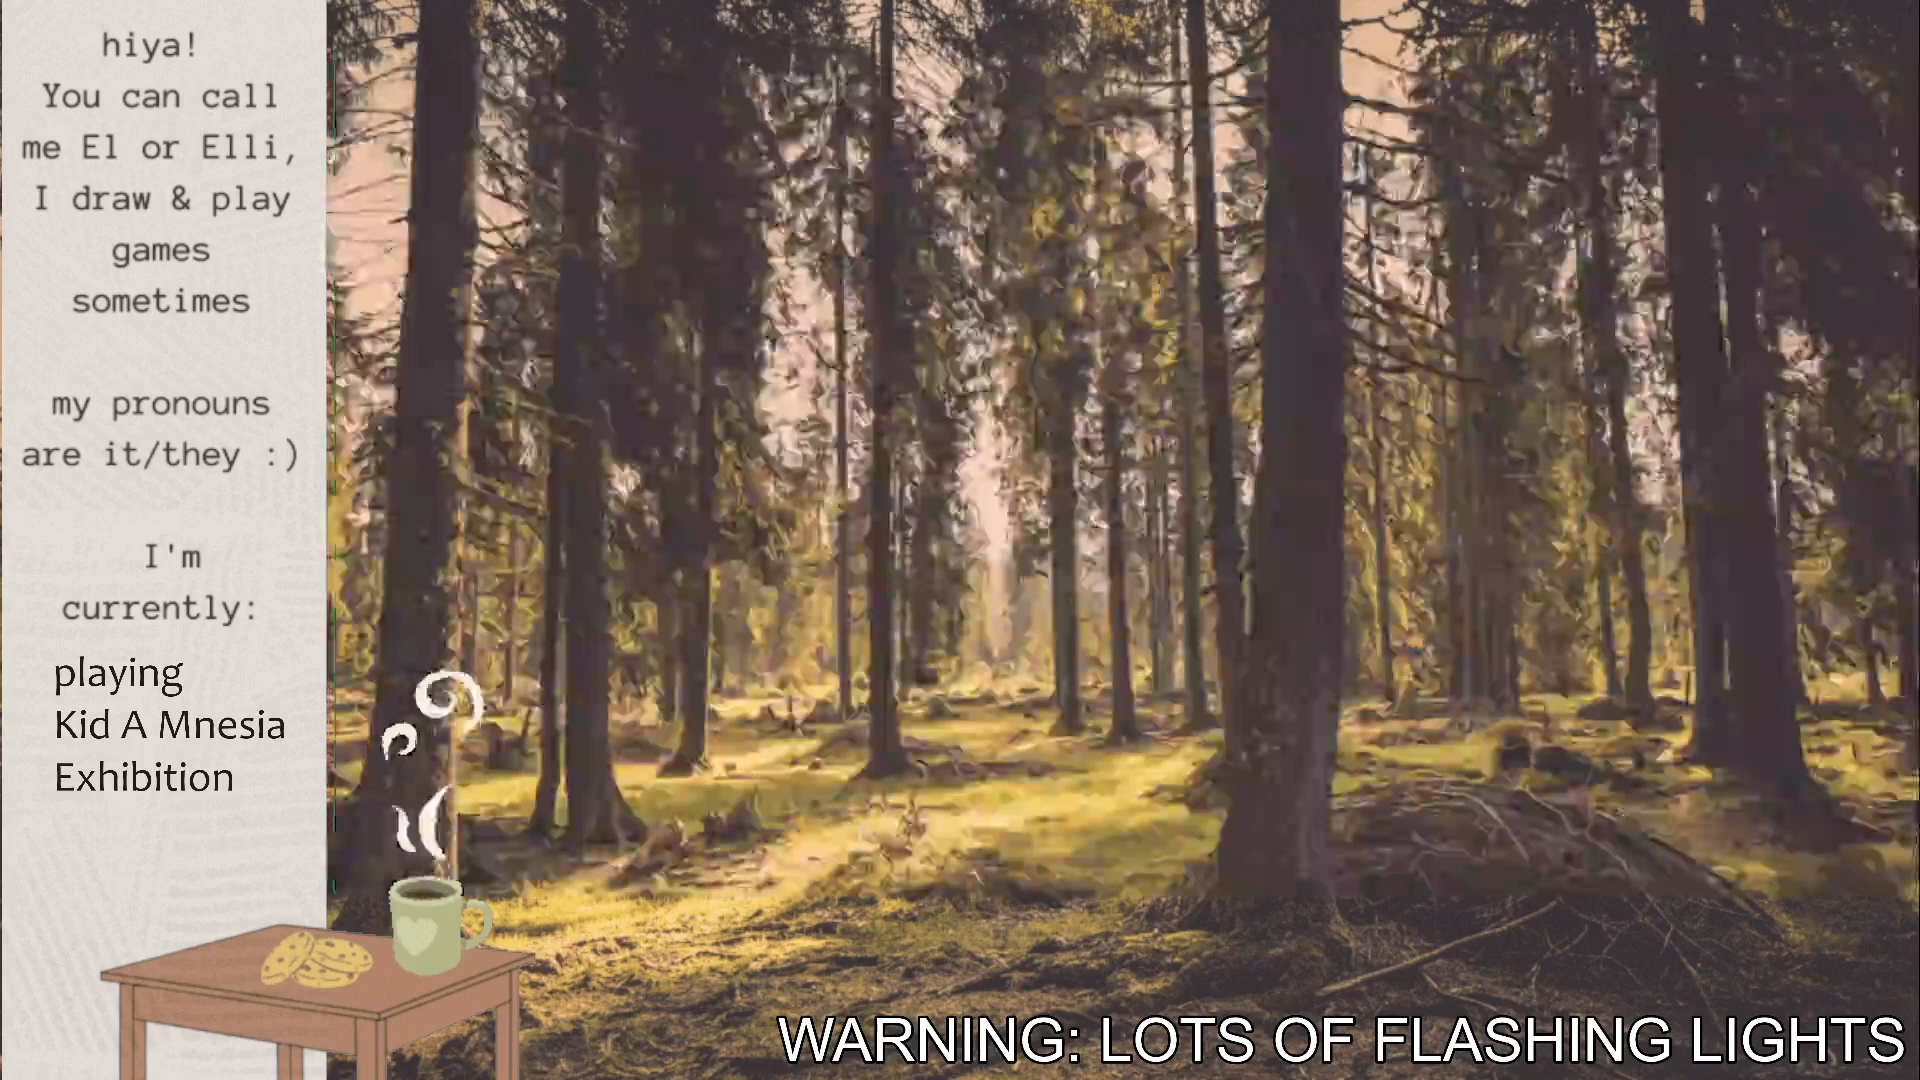 hiya!
You can call
me El or Elli,
I draw & play
games
sometimes
my pronouns
are it/they :)
I'm
currently:
playing
Kid A Mnesia
Exhibition
WARNING: LOTS OF FLASHING LIGHTS